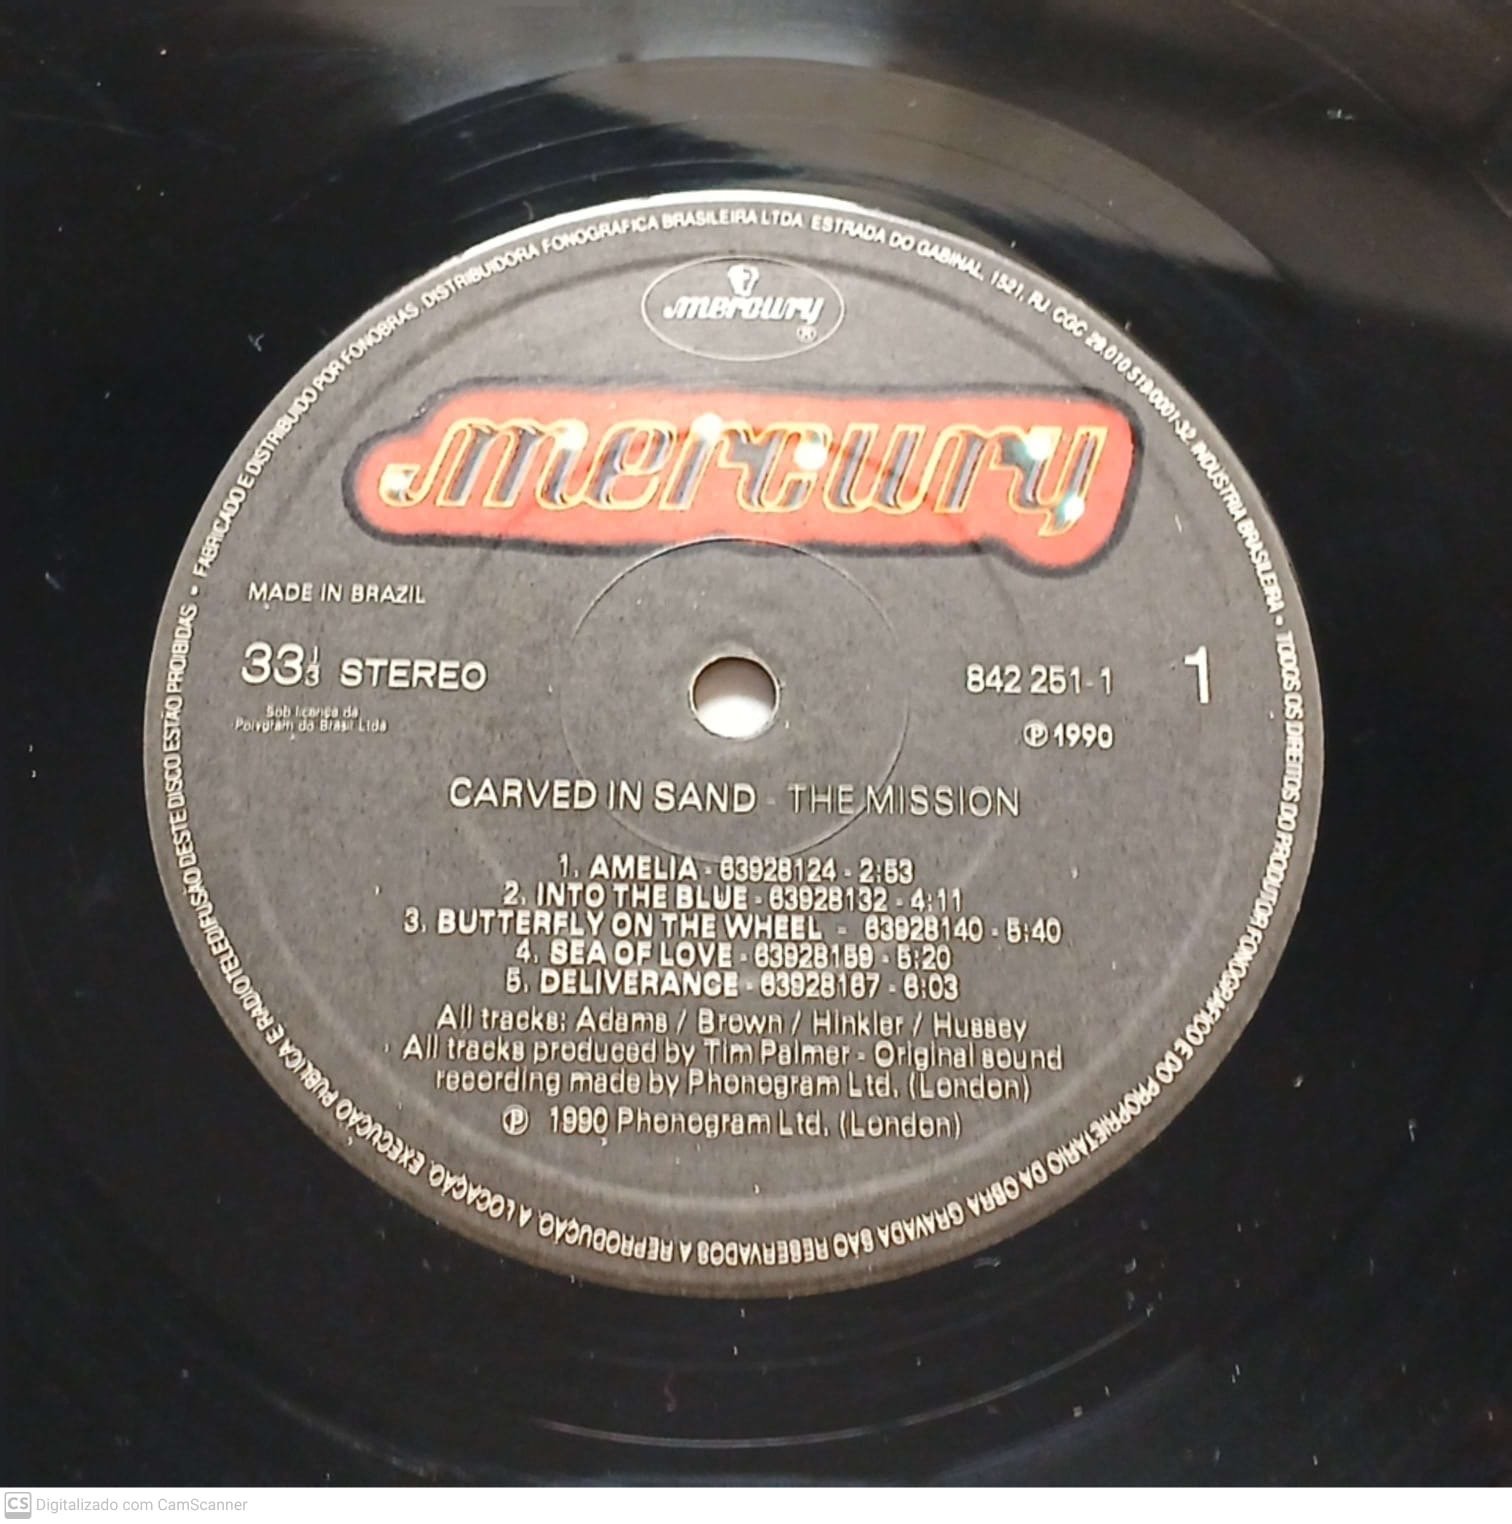 FABRICADO E DISTRIBUIDO POR FONOBRAS. DISTRIBUIDORA FONOGRAFICA BRASILEIRA LTDA. ESTRADA DO GABINAL, 1521, RJ. CGC 29.010.518/0001-32. INDUSTRIA BRASILEIRA •
mercury
®
mercury
MADE IN BRAZIL
33 1/3 STEREO
842 251-1
1
Sob licença da
Polygram do Brasil Ltda
℗ 1990
CARVED IN SAND - THE MISSION
1. AMELIA - 63928124 - 2:53
2. INTO THE BLUE - 63928132 - 4:11
3. BUTTERFLY ON THE WHEEL - 63928140 - 5:40
4. SEA OF LOVE - 63928159 - 5:20
5. DELIVERANCE - 63928167 - 6:03
All tracks: Adams / Brown / Hinkler / Hussey
All tracks produced by Tim Palmer - Original sound
recording made by Phonogram Ltd. (London)
℗ 1990 Phonogram Ltd. (London)
TODOS OS DIREITOS DO PRODUTOR FONOGRAFICO E DO PROPRIETARIO DA OBRA GRAVADA SÃO RESERVADOS A REPRODUÇÃO, A LOCAÇÃO, EXECUÇÃO PUBLICA E RADIOTELEDIFUSÃO DESTE DISCO ESTÃO PROIBIDAS •
CS Digitalizado com CamScanner